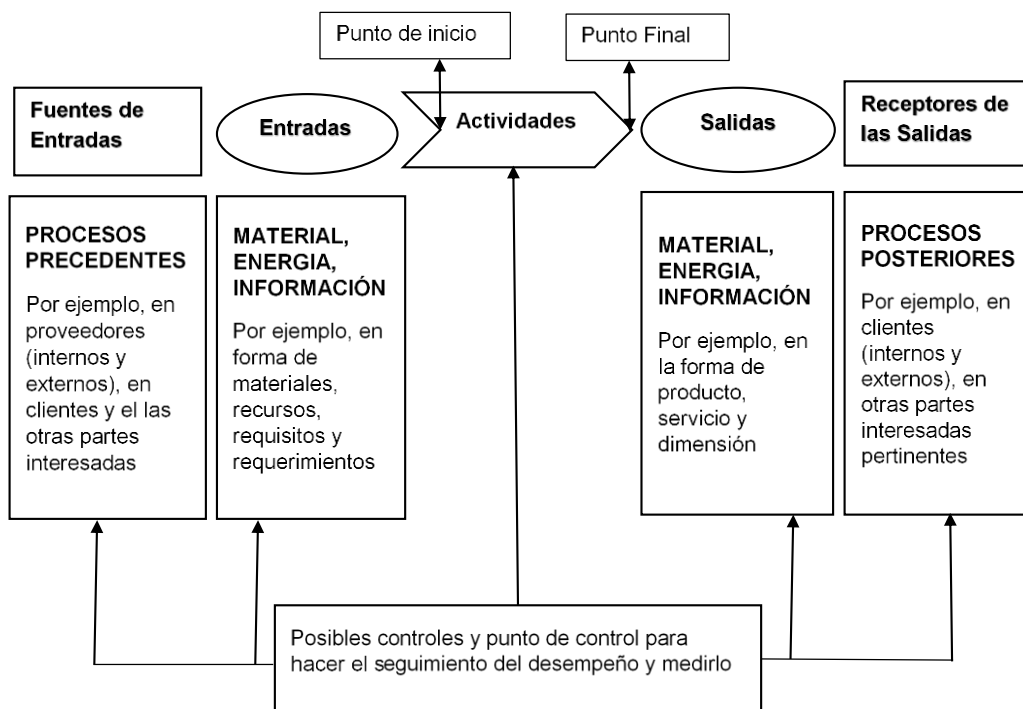 Punto de inicio
Punto Final
Fuentes de
Entradas
Entradas
Actividades
Salidas
Receptores de
las Salidas
PROCESOS
PRECEDENTES
Por ejemplo, en
proveedores
(internos y
externos), en
clientes y el las
otras partes
interesadas
MATERIAL,
ENERGIA,
INFORMACIÓN
Por ejemplo, en
forma de
materiales,
recursos,
requisitos y
requerimientos
MATERIAL,
ENERGIA,
INFORMACIÓN
Por ejemplo, en
la forma de
producto,
servicio y
dimensión
PROCESOS
POSTERIORES
Por ejemplo, en
clientes
(internos y
externos), en
otras partes
interesadas
pertinentes
Posibles controles y punto de control para
hacer el seguimiento del desempeño y medirlo